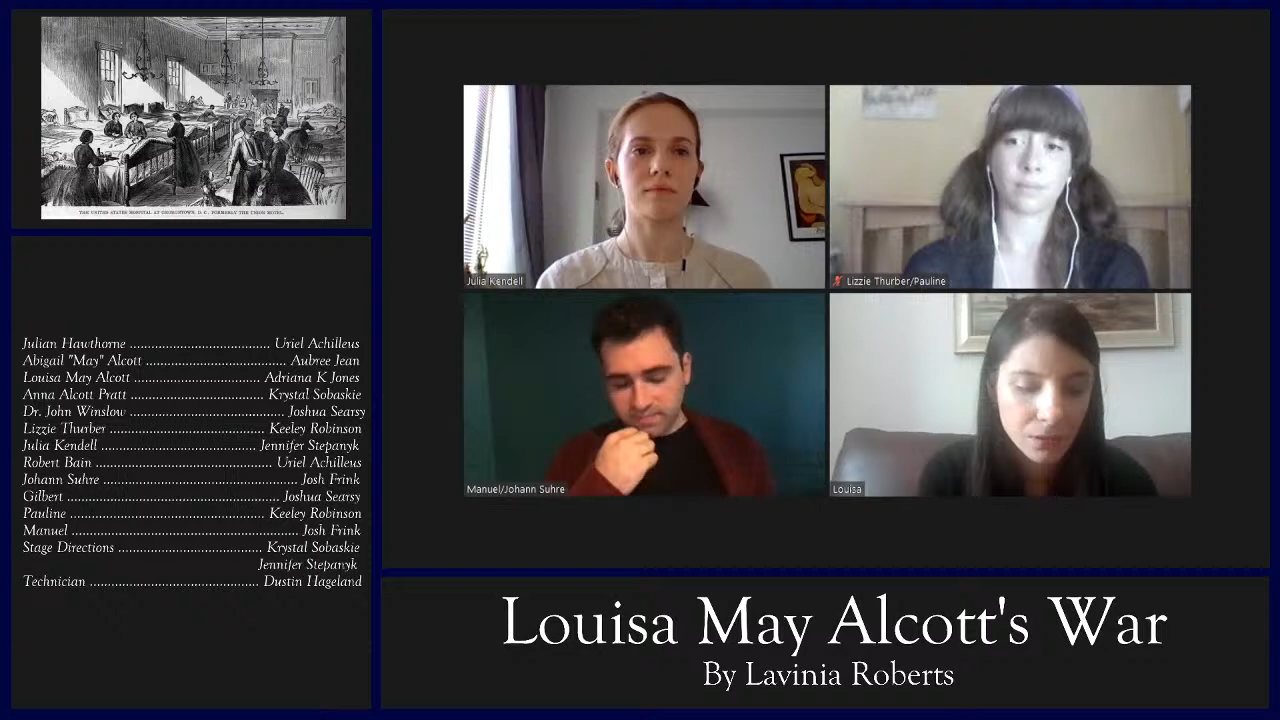 THE UNITED STATES HOSPITAL AT GEORGETOWN, D. C., FORMERLY THE UNION HOTEL.
Julian Hawthorne .................................... Uriel Achilleus
Abigail "May" Alcott .................................... Aubree Jean
Louisa May Alcott ................................ Adriana K Jones
Anna Alcott Pratt ................................ Krystal Sobaskie
Dr. John Winslow ....................................... Joshua Searsy
Lizzie Thurber ........................................ Keeley Robinson
Julia Kendell ........................................ Jennifer Stepanyk
Robert Bain ............................................. Uriel Achilleus
Johann Suhre ................................................. Josh Frink
Gilbert ...................................................... Joshua Searsy
Pauline ................................................. Keeley Robinson
Manuel .......................................................... Josh Frink
Stage Directions .................................... Krystal Sobaskie
Jennifer Stepanyk
Technician .......................................... Dustin Hageland
Julia Kendell
Lizzie Thurber/Pauline
Manuel/Johann Suhre
Louisa
Louisa May Alcott's War
By Lavinia Roberts